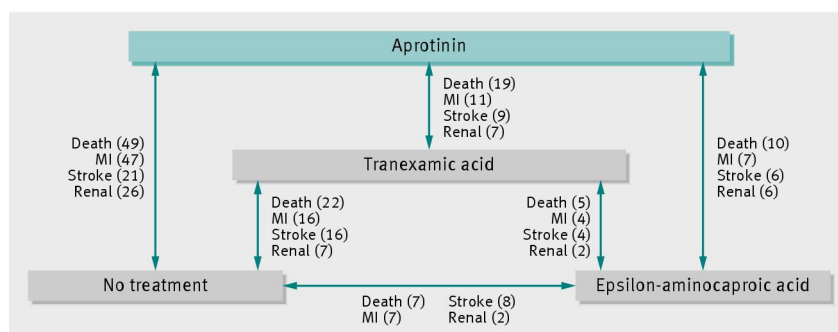 Aprotinin
Death (49)
MI (47)
Stroke (21)
Renal (26)
Death (19)
MI (11)
Stroke (9)
Renal (7)
Death (10)
MI (7)
Stroke (6)
Renal (6)
Tranexamic acid
Death (22)
MI (16)
Stroke (16)
Renal (7)
Death (5)
MI (4)
Stroke (4)
Renal (2)
No treatment
Epsilon-aminocaproic acid
Death (7) Stroke (8)
MI (7) Renal (2)